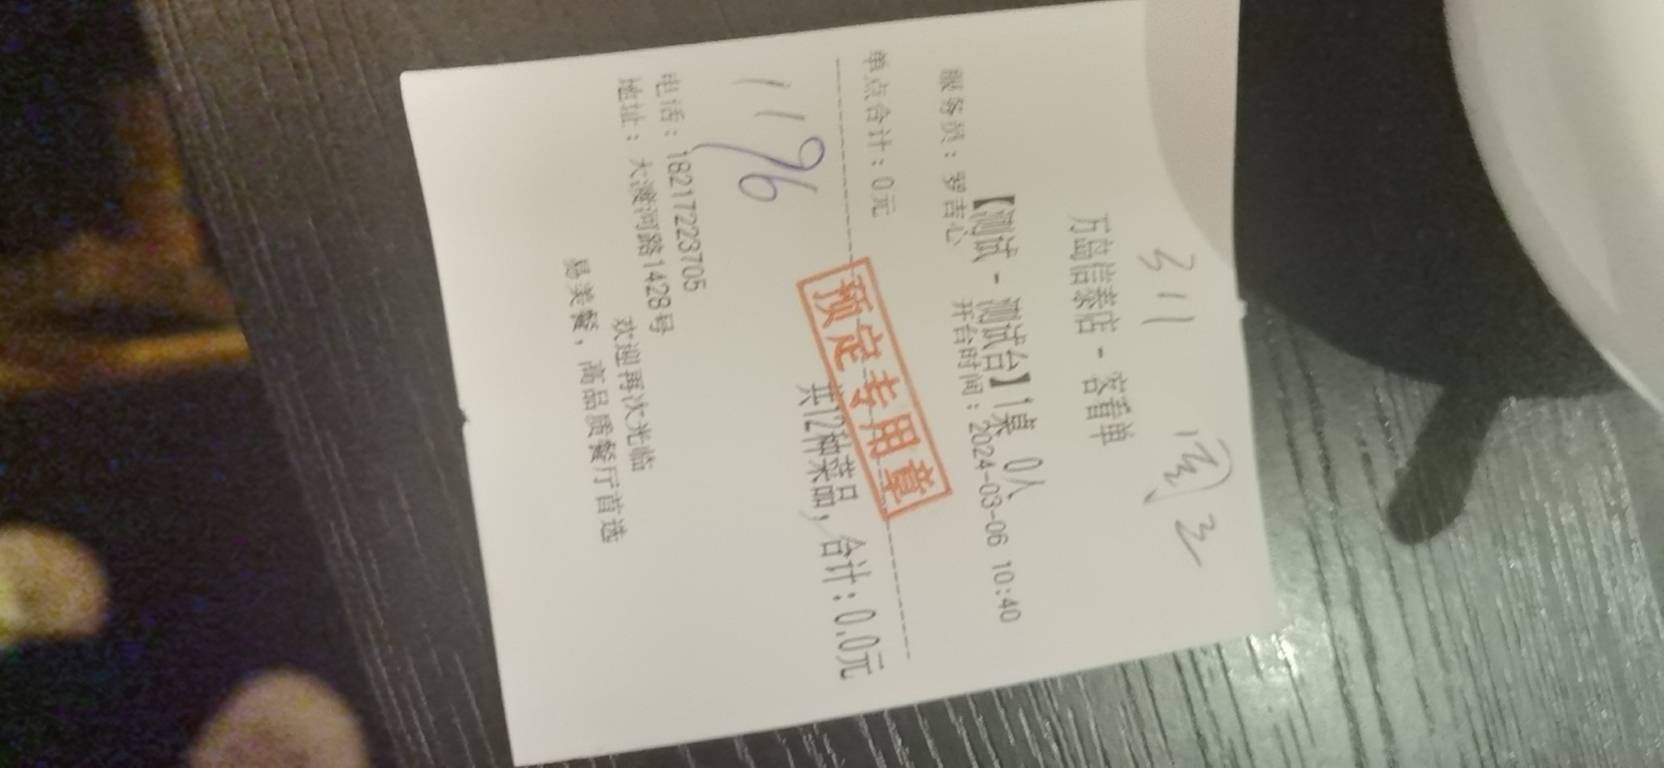 311 周三
万岛信泰店 - 客看单
【测试 - 测试台】1桌 0人
服务员：罗吉心 开台时间：2024-03-06 10:40
单点合计：0元
预定专用章
共12种菜品，合计：0.0元
1196
电话：18217223705
地址：大渡河路1428号
欢迎再次光临
易美餐，高品质餐厅首选